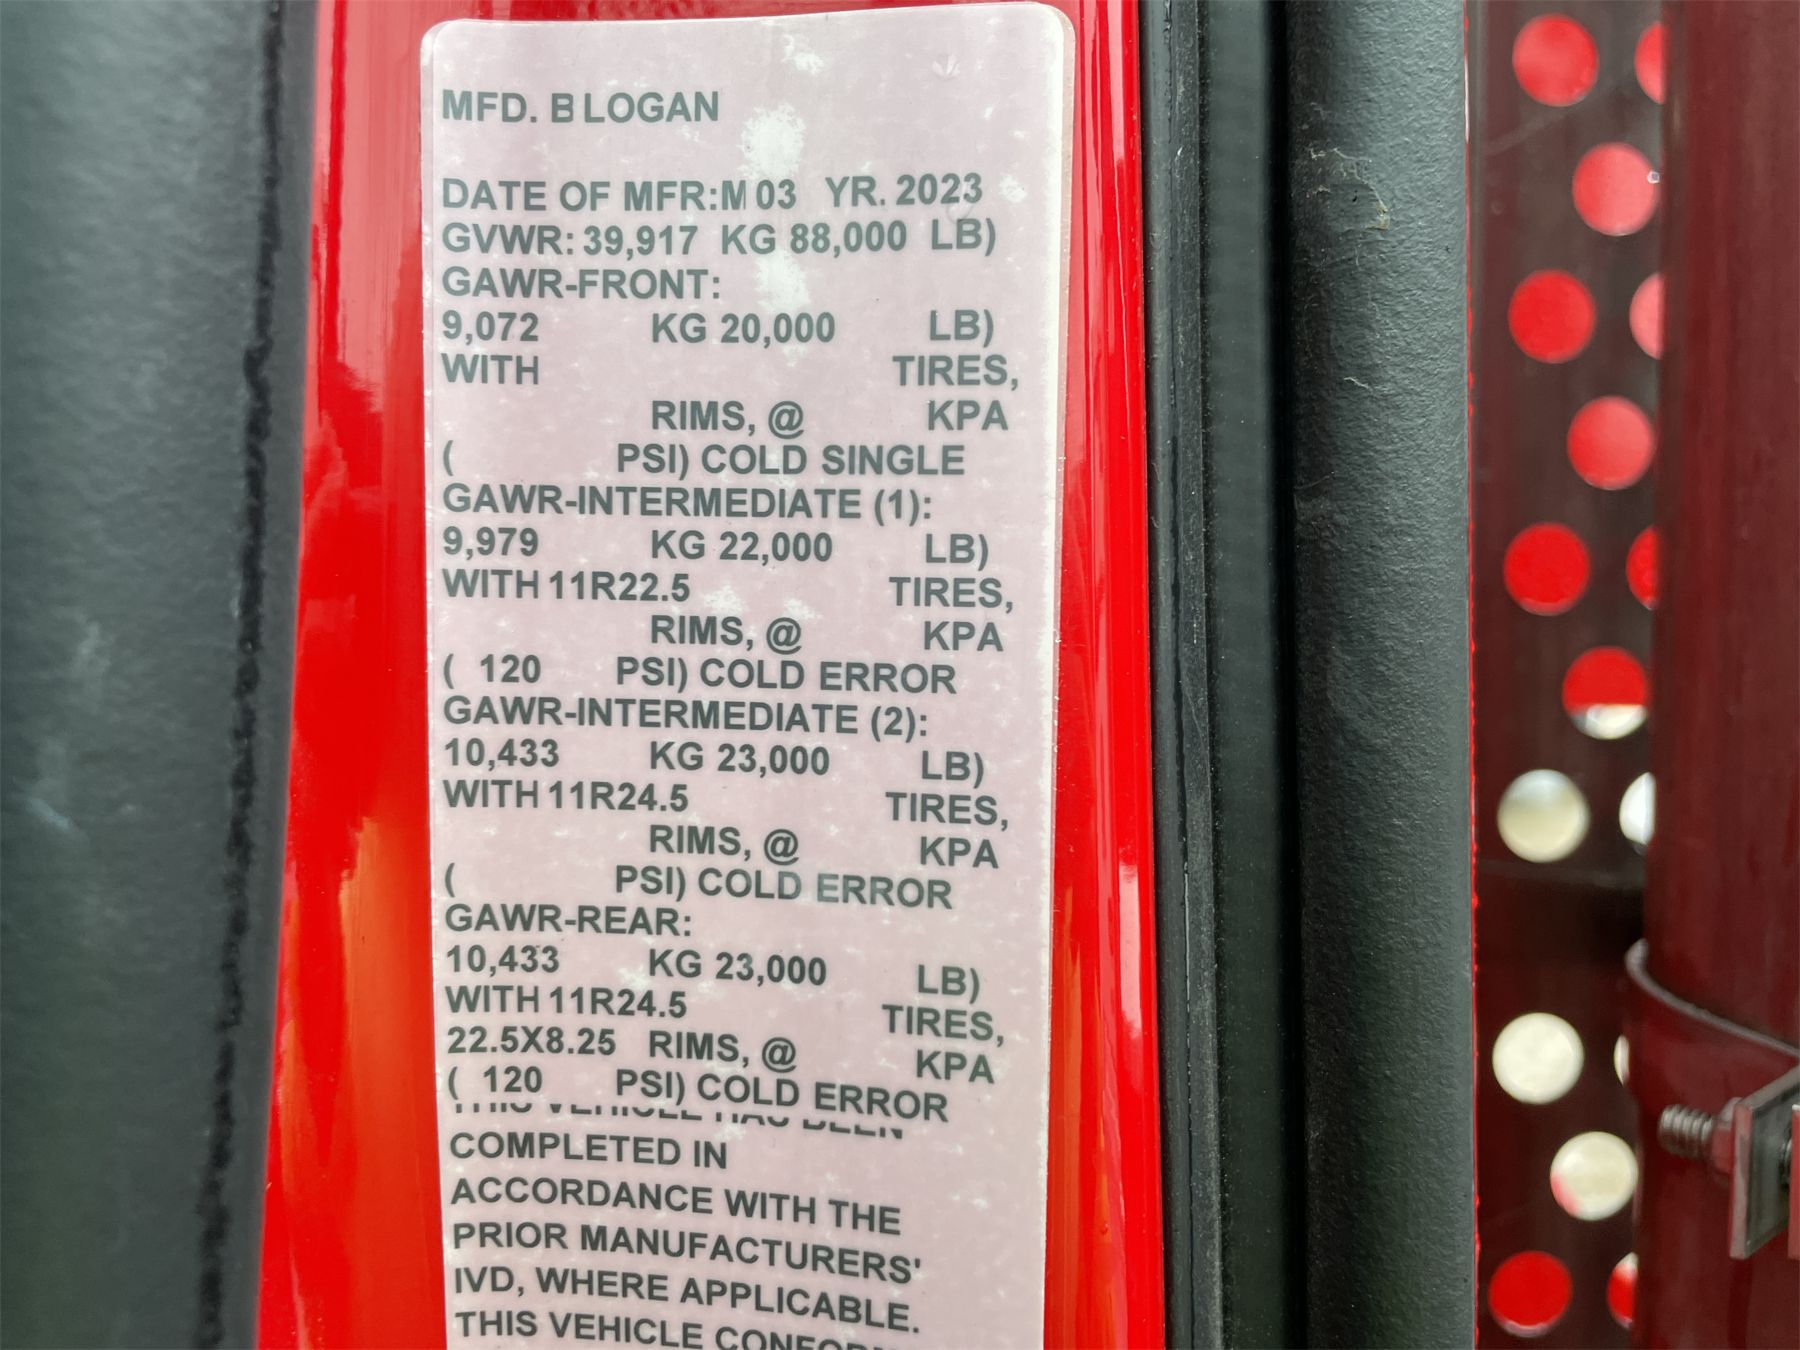 MFD. B LOGAN
DATE OF MFR:M 03 YR. 2023
GVWR: 39,917 KG 88,000 LB)
GAWR-FRONT:
9,072 KG 20,000 LB)
WITH TIRES,
RIMS, @ KPA
( PSI) COLD SINGLE
GAWR-INTERMEDIATE (1):
9,979 KG 22,000 LB)
WITH 11R22.5 TIRES,
RIMS, @ KPA
( 120 PSI) COLD ERROR
GAWR-INTERMEDIATE (2):
10,433 KG 23,000 LB)
WITH 11R24.5 TIRES,
RIMS, @ KPA
( PSI) COLD ERROR
GAWR-REAR:
10,433 KG 23,000 LB)
WITH 11R24.5 TIRES,
22.5X8.25 RIMS, @ KPA
( 120 PSI) COLD ERROR
THIS VEHICLE HAS BEEN
COMPLETED IN
ACCORDANCE WITH THE
PRIOR MANUFACTURERS'
IVD, WHERE APPLICABLE.
THIS VEHICLE